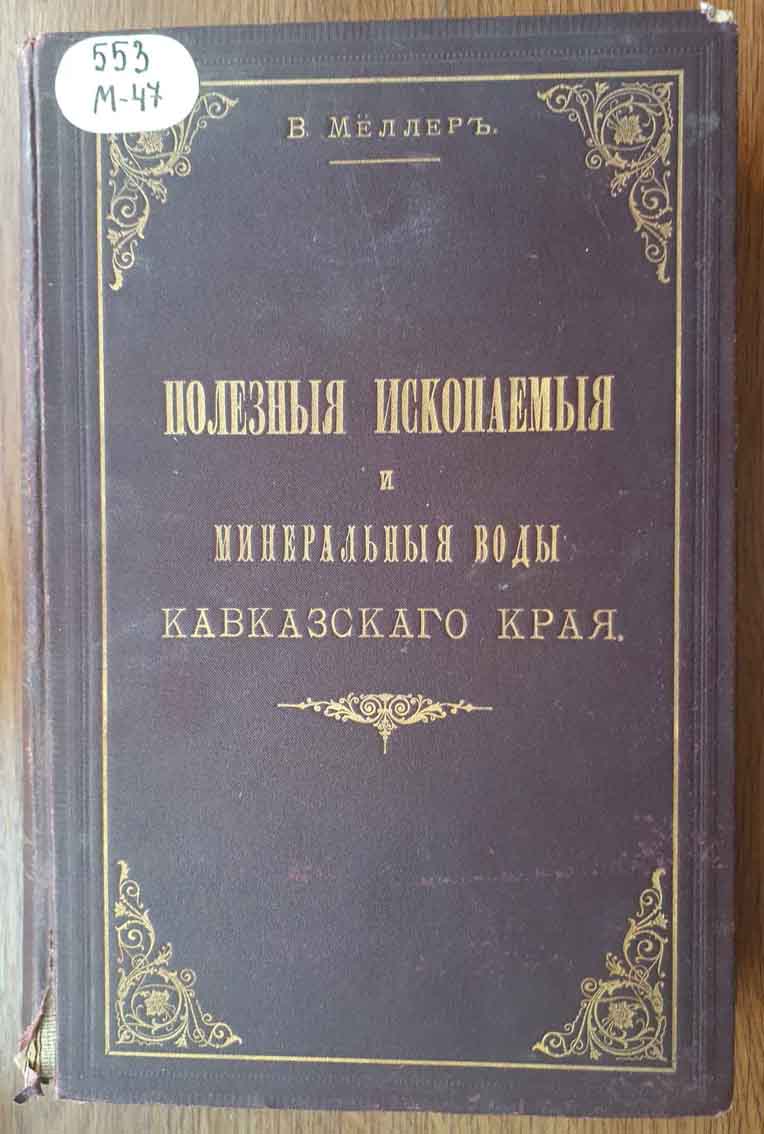 553
М-47
В. Мёллеръ.
ПОЛЕЗНЫЯ ИСКОПАЕМЫЯ
И
МИНЕРАЛЬНЫЯ ВОДЫ
КАВКАЗСКАГО КРАЯ.